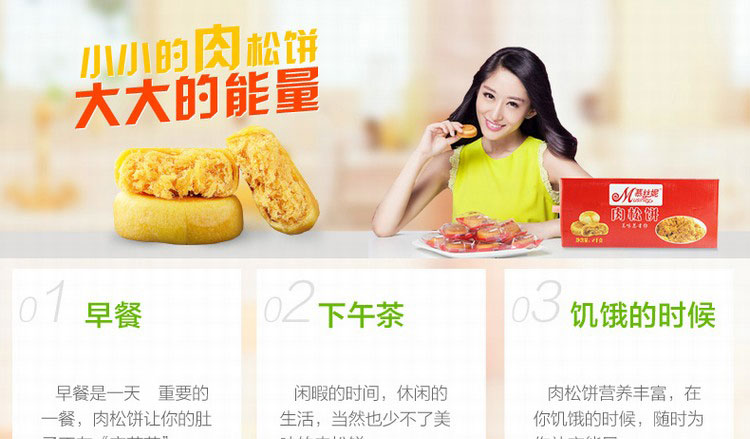 小小的肉松饼
大大的能量
慕丝妮
肉松饼
01 早餐
早餐是一天 重要的
一餐，肉松饼让你的肚
02 下午茶
闲暇的时间，休闲的
生活，当然也少不了美
03 饥饿的时候
肉松饼营养丰富，在
你饥饿的时候，随时为